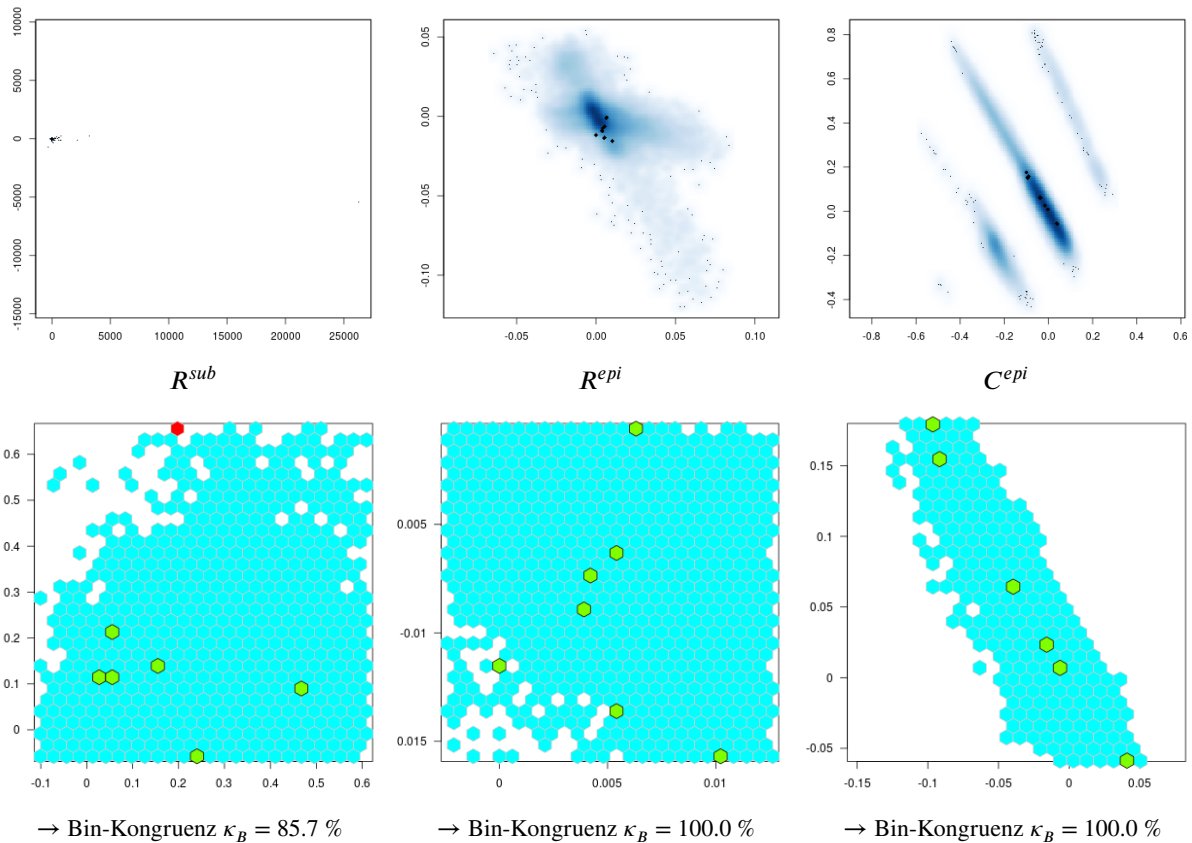 10000
5000
0
-5000
-10000
-15000
0 5000 10000 15000 20000 25000
0.05
0.00
-0.05
-0.10
-0.05 0.00 0.05 0.10
0.8
0.6
0.4
0.2
0.0
-0.2
-0.4
-0.8 -0.6 -0.4 -0.2 0.0 0.2 0.4 0.6
R^sub
R^epi
C^epi
0.6
0.5
0.4
0.3
0.2
0.1
0
-0.1 0 0.1 0.2 0.3 0.4 0.5 0.6
0.005
-0.01
0.015
0 0.005 0.01
0.15
0.1
0.05
0
-0.05
-0.15 -0.1 -0.05 0 0.05
→ Bin-Kongruenz κ_B = 85.7 %
→ Bin-Kongruenz κ_B = 100.0 %
→ Bin-Kongruenz κ_B = 100.0 %